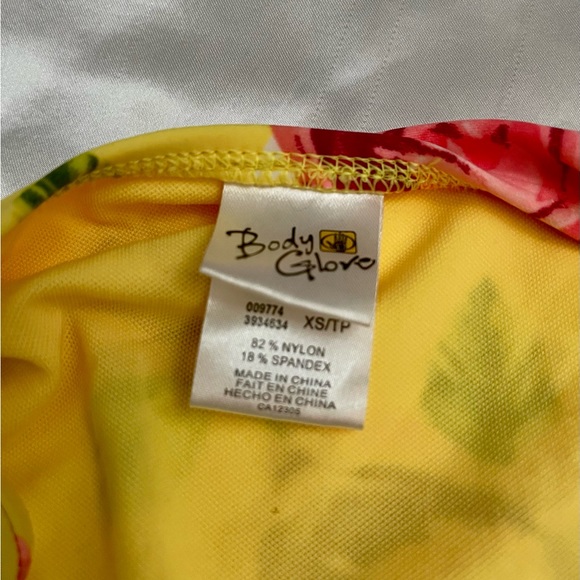 Body Glove
009774
3934634 XS/TP
82 % NYLON
18 % SPANDEX
MADE IN CHINA
FAIT EN CHINE
HECHO EN CHINA
CA12305